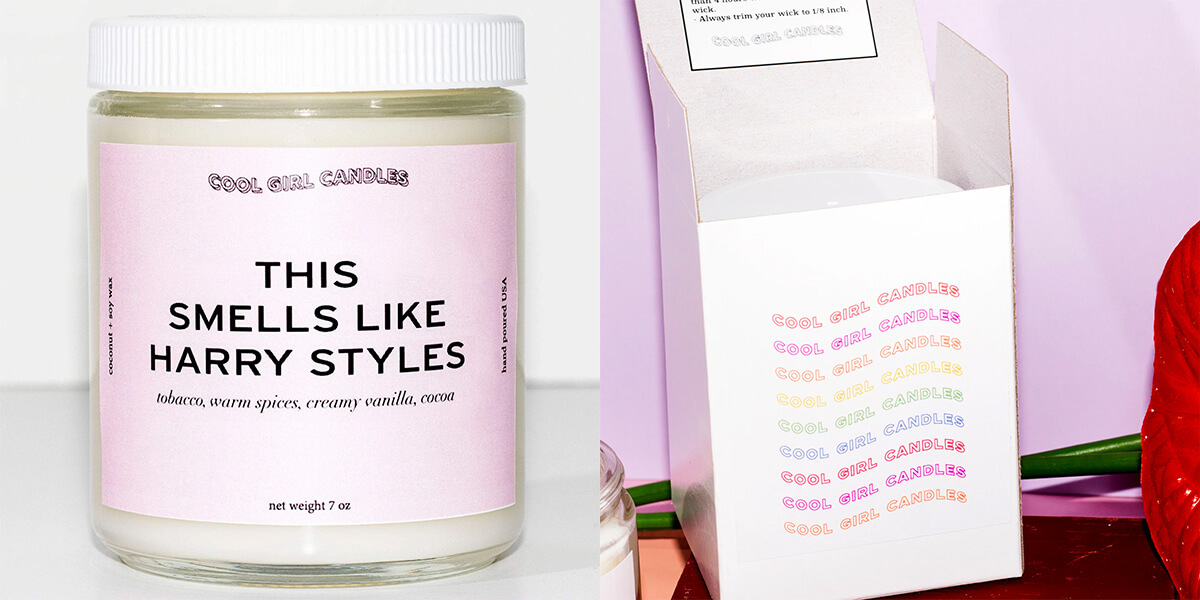 COOL GIRL CANDLES
THIS
SMELLS LIKE
HARRY STYLES
tobacco, warm spices, creamy vanilla, cocoa
coconut + soy wax
hand poured USA
net weight 7 oz
than 4 hours
wick.
- Always trim your wick to 1/8 inch.
COOL GIRL CANDLES
COOL GIRL CANDLES
COOL GIRL CANDLES
COOL GIRL CANDLES
COOL GIRL CANDLES
COOL GIRL CANDLES
COOL GIRL CANDLES
COOL GIRL CANDLES
COOL GIRL CANDLES
COOL GIRL CANDLES